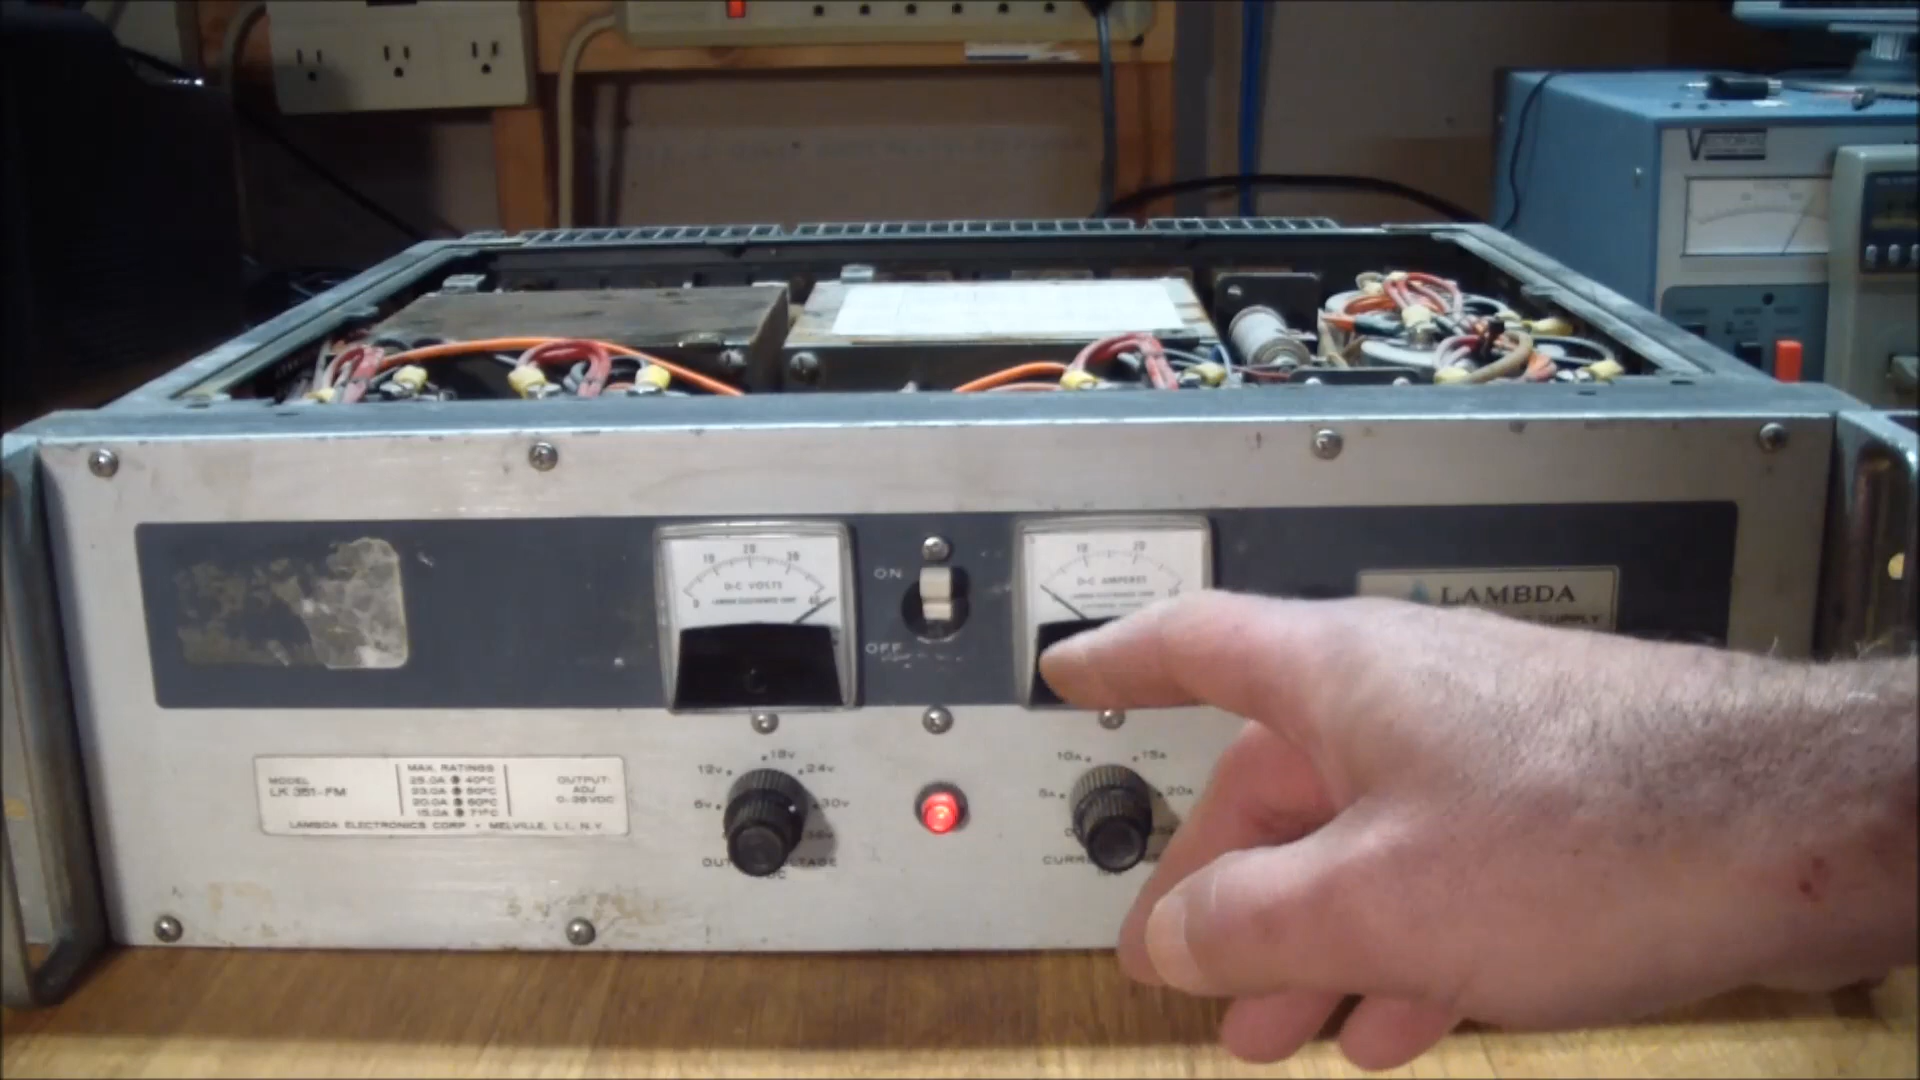 10 20 30
D-C VOLTS
0 LAMBDA ELECTRONICS CORP. 40
ON
OFF
10 20
D-C AMPERES
LAMBDA
SUPPLY
MODEL
LK 351-FM
MAX. RATINGS
25.0A @ 40°C
23.0A @ 50°C
20.0A @ 60°C
15.0A @ 71°C
OUTPUT:
ADJ
0-36VDC
LAMBDA ELECTRONICS CORP. • MELVILLE, L.I., N.Y.
6V 12V 18V 24V 30V 36V
5A 10A 15A 20A